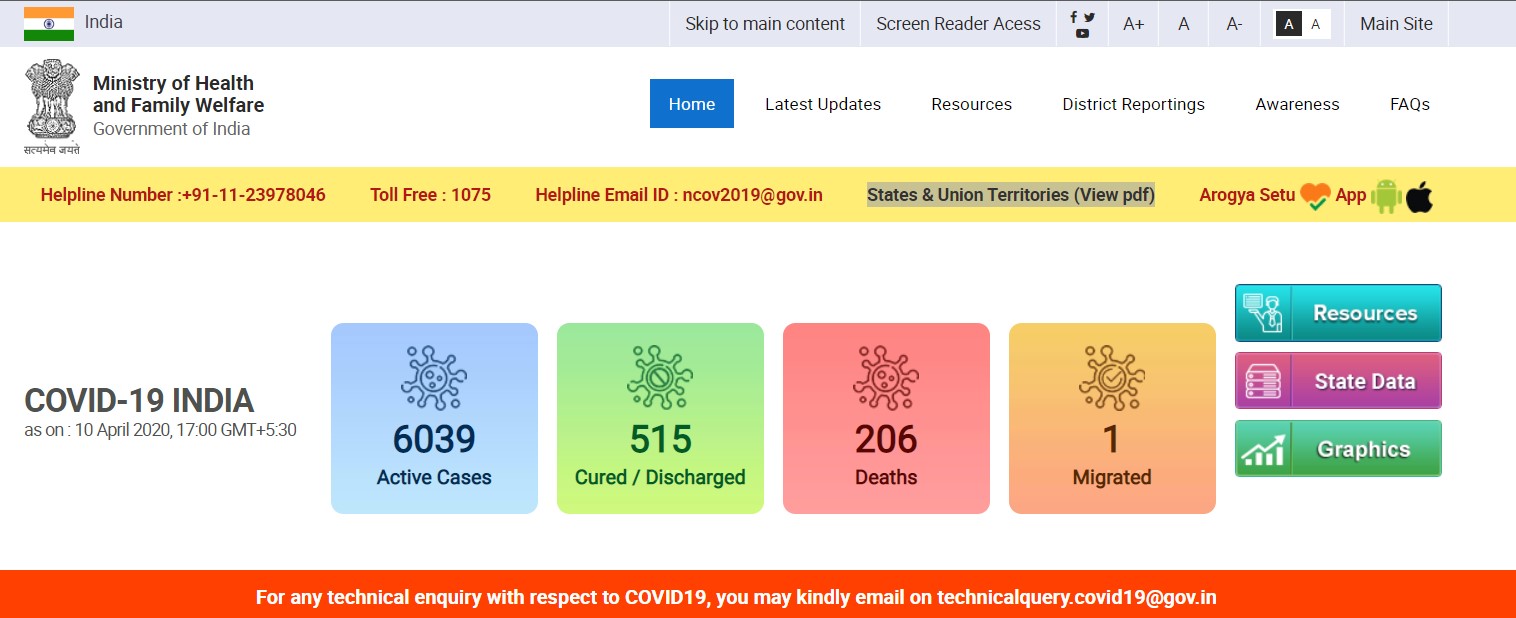 India
Skip to main content
Screen Reader Acess
A+
A
A-
A
A
Main Site
Ministry of Health
and Family Welfare
Government of India
सत्यमेव जयते
Home
Latest Updates
Resources
District Reportings
Awareness
FAQs
Helpline Number :+91-11-23978046
Toll Free : 1075
Helpline Email ID : ncov2019@gov.in
States & Union Territories (View pdf)
Arogya Setu App
COVID-19 INDIA
as on : 10 April 2020, 17:00 GMT+5:30
6039
Active Cases
515
Cured / Discharged
206
Deaths
1
Migrated
Resources
State Data
Graphics
For any technical enquiry with respect to COVID19, you may kindly email on technicalquery.covid19@gov.in